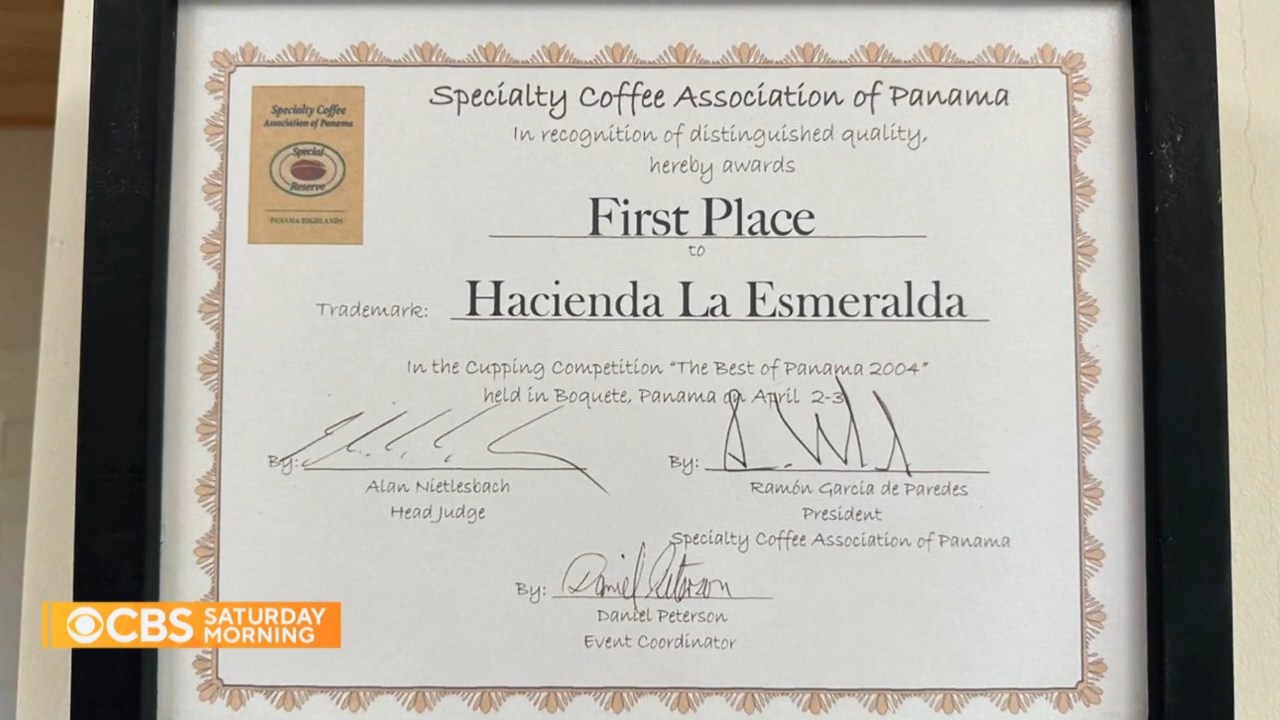 Specialty Coffee
Association of Panama
Special
Reserve
PANAMA HIGHLANDS
Specialty Coffee Association of Panama
In recognition of distinguished quality,
hereby awards
First Place
to
Trademark: Hacienda La Esmeralda
In the Cupping Competition "The Best of Panama 2004"
held in Boquete, Panama on April 2-3
By:
Alan Nietlesbach
Head Judge
By:
Ramón Garcia de Paredes
President
Specialty Coffee Association of Panama
By: Daniel Peterson
Daniel Peterson
Event Coordinator
CBS SATURDAY
MORNING